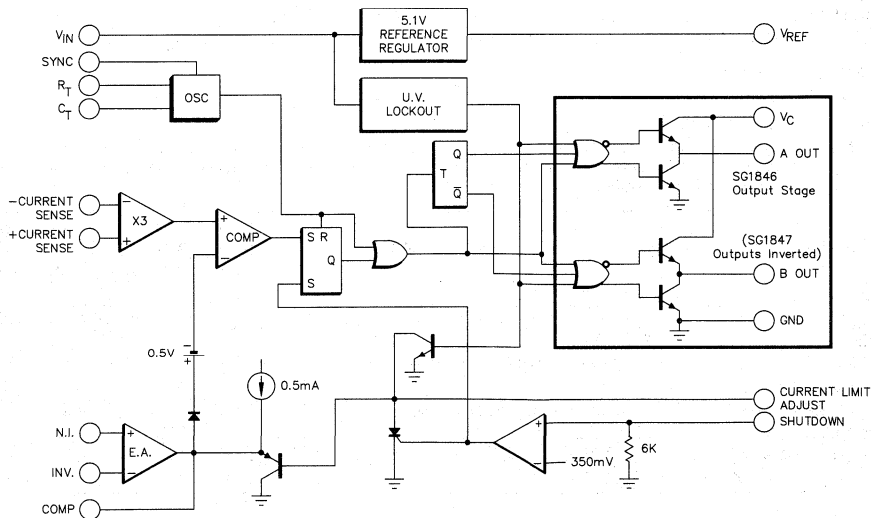 5.1V
REFERENCE
REGULATOR
VIN
VREF
SYNC
RT
CT
OSC
U.V.
LOCKOUT
VC
A OUT
SG1846
Output Stage
Q
T
Q̅
−CURRENT
SENSE
+CURRENT
SENSE
−
+
X3
+
−
COMP
S R
Q
S
(SG1847
Outputs Inverted)
B OUT
GND
0.5V
−
+
0.5mA
CURRENT LIMIT
ADJUST
SHUTDOWN
N.I.
INV.
COMP
+
−
E.A.
+
−
350mV
6K